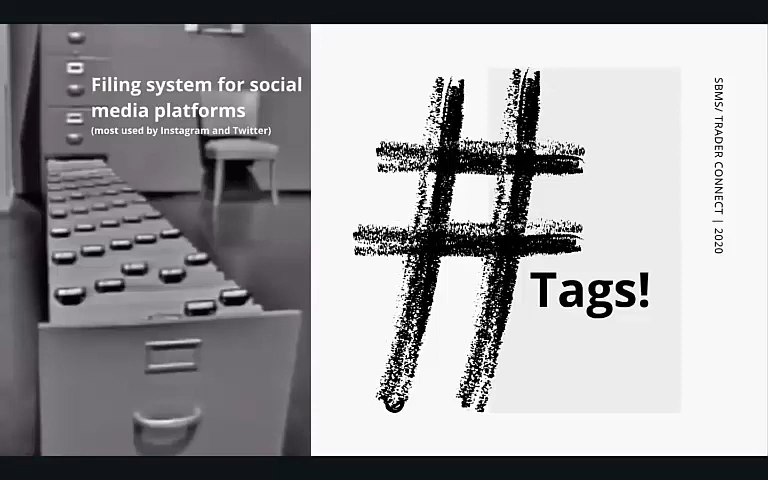 Filing system for social
media platforms
(most used by Instagram and Twitter)
#
Tags!
SBMS/ TRADER CONNECT | 2020